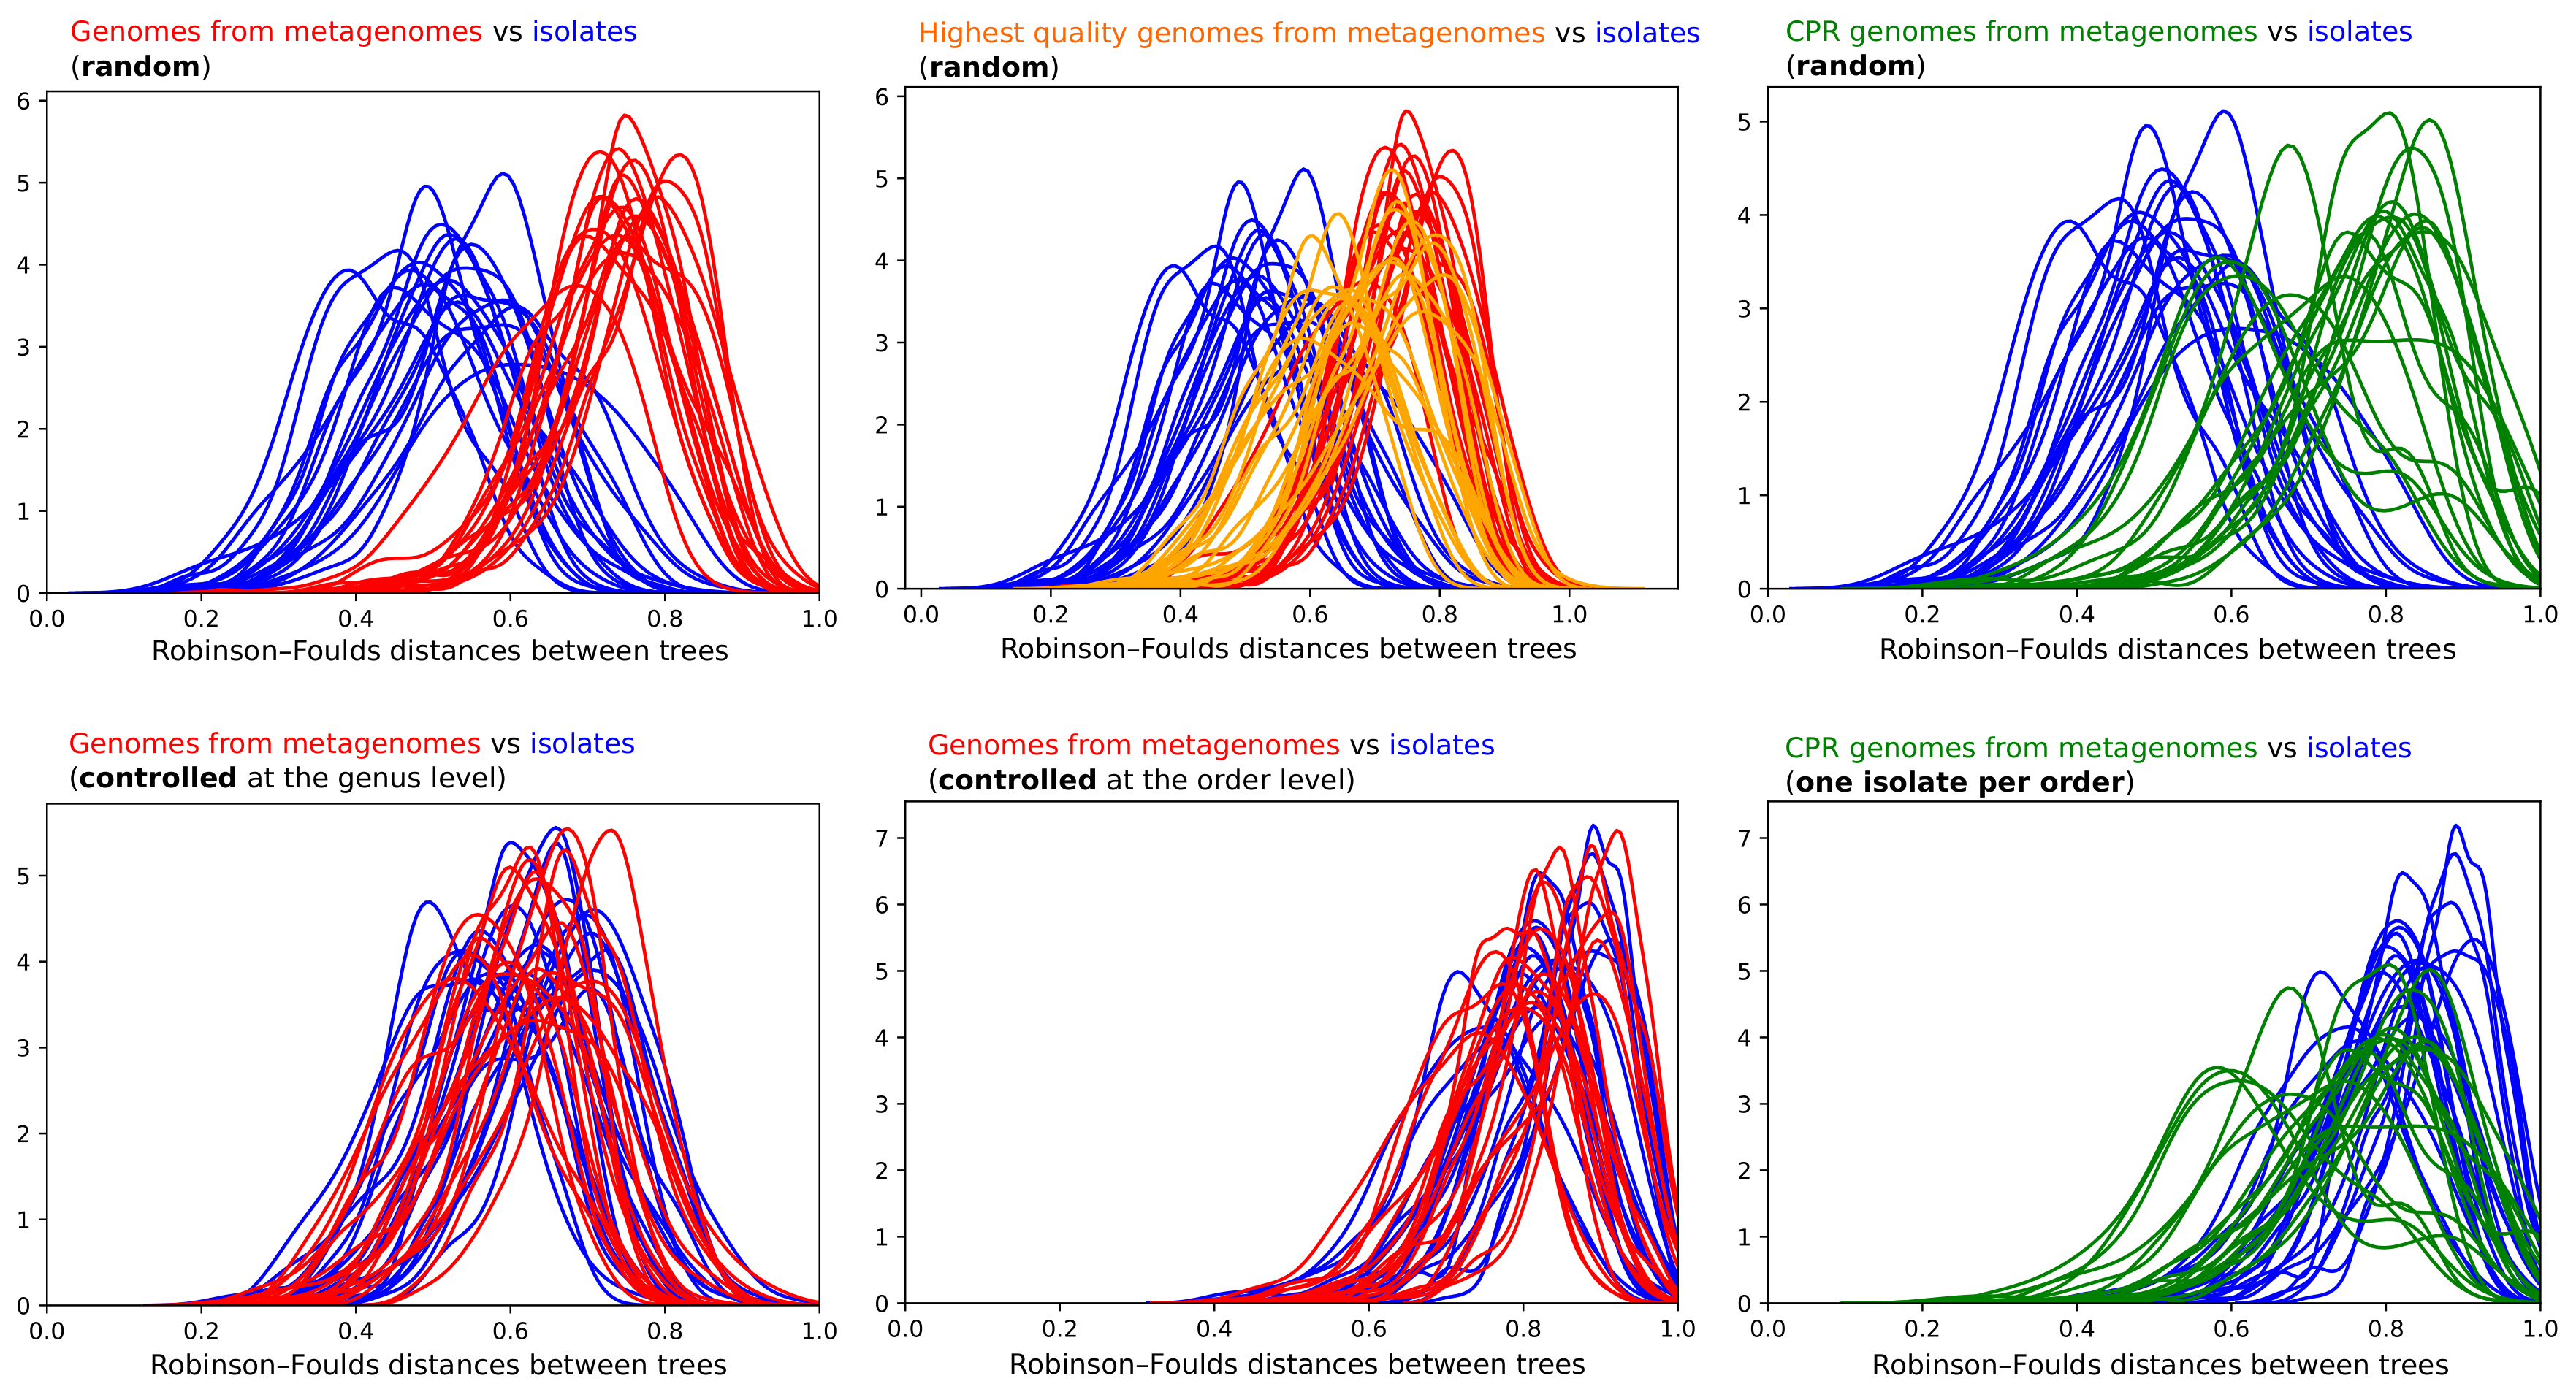 Genomes from metagenomes vs isolates
(random)
6
5
4
3
2
1
0
0.0 0.2 0.4 0.6 0.8 1.0
Robinson–Foulds distances between trees
Highest quality genomes from metagenomes vs isolates
(random)
6
5
4
3
2
1
0
0.0 0.2 0.4 0.6 0.8 1.0
Robinson–Foulds distances between trees
CPR genomes from metagenomes vs isolates
(random)
5
4
3
2
1
0
0.0 0.2 0.4 0.6 0.8 1.0
Robinson–Foulds distances between trees
Genomes from metagenomes vs isolates
(controlled at the genus level)
5
4
3
2
1
0
0.0 0.2 0.4 0.6 0.8 1.0
Robinson–Foulds distances between trees
Genomes from metagenomes vs isolates
(controlled at the order level)
7
6
5
4
3
2
1
0
0.0 0.2 0.4 0.6 0.8 1.0
Robinson–Foulds distances between trees
CPR genomes from metagenomes vs isolates
(one isolate per order)
7
6
5
4
3
2
1
0
0.0 0.2 0.4 0.6 0.8 1.0
Robinson–Foulds distances between trees